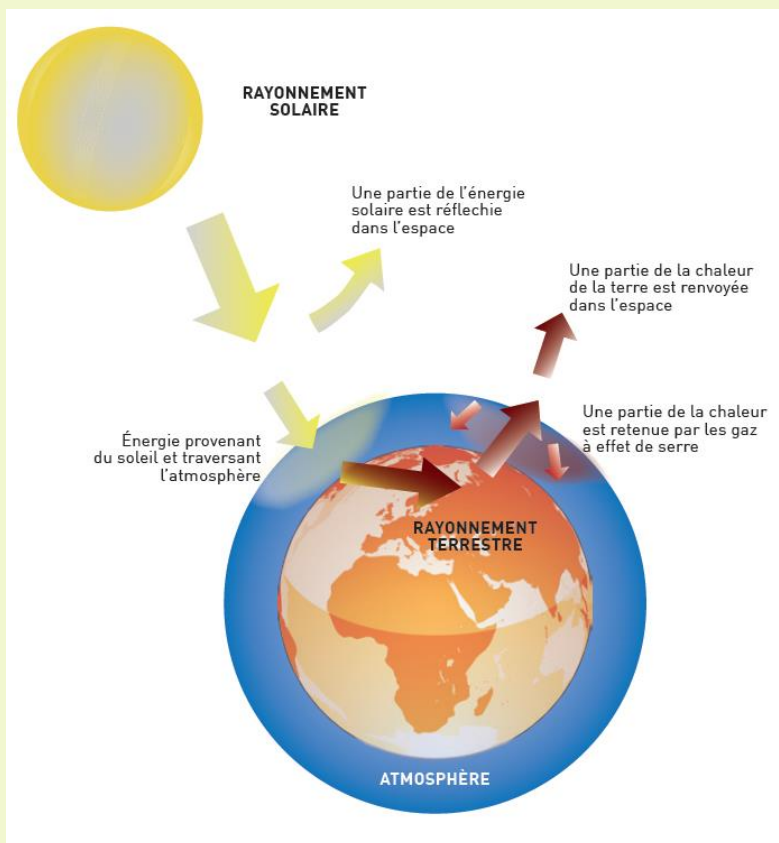 RAYONNEMENT
SOLAIRE
Une partie de l'énergie
solaire est réflechie
dans l'espace
Une partie de la chaleur
de la terre est renvoyée
dans l'espace
Énergie provenant
du soleil et traversant
l'atmosphère
Une partie de la chaleur
est retenue par les gaz
à effet de serre
RAYONNEMENT
TERRESTRE
ATMOSPHÈRE